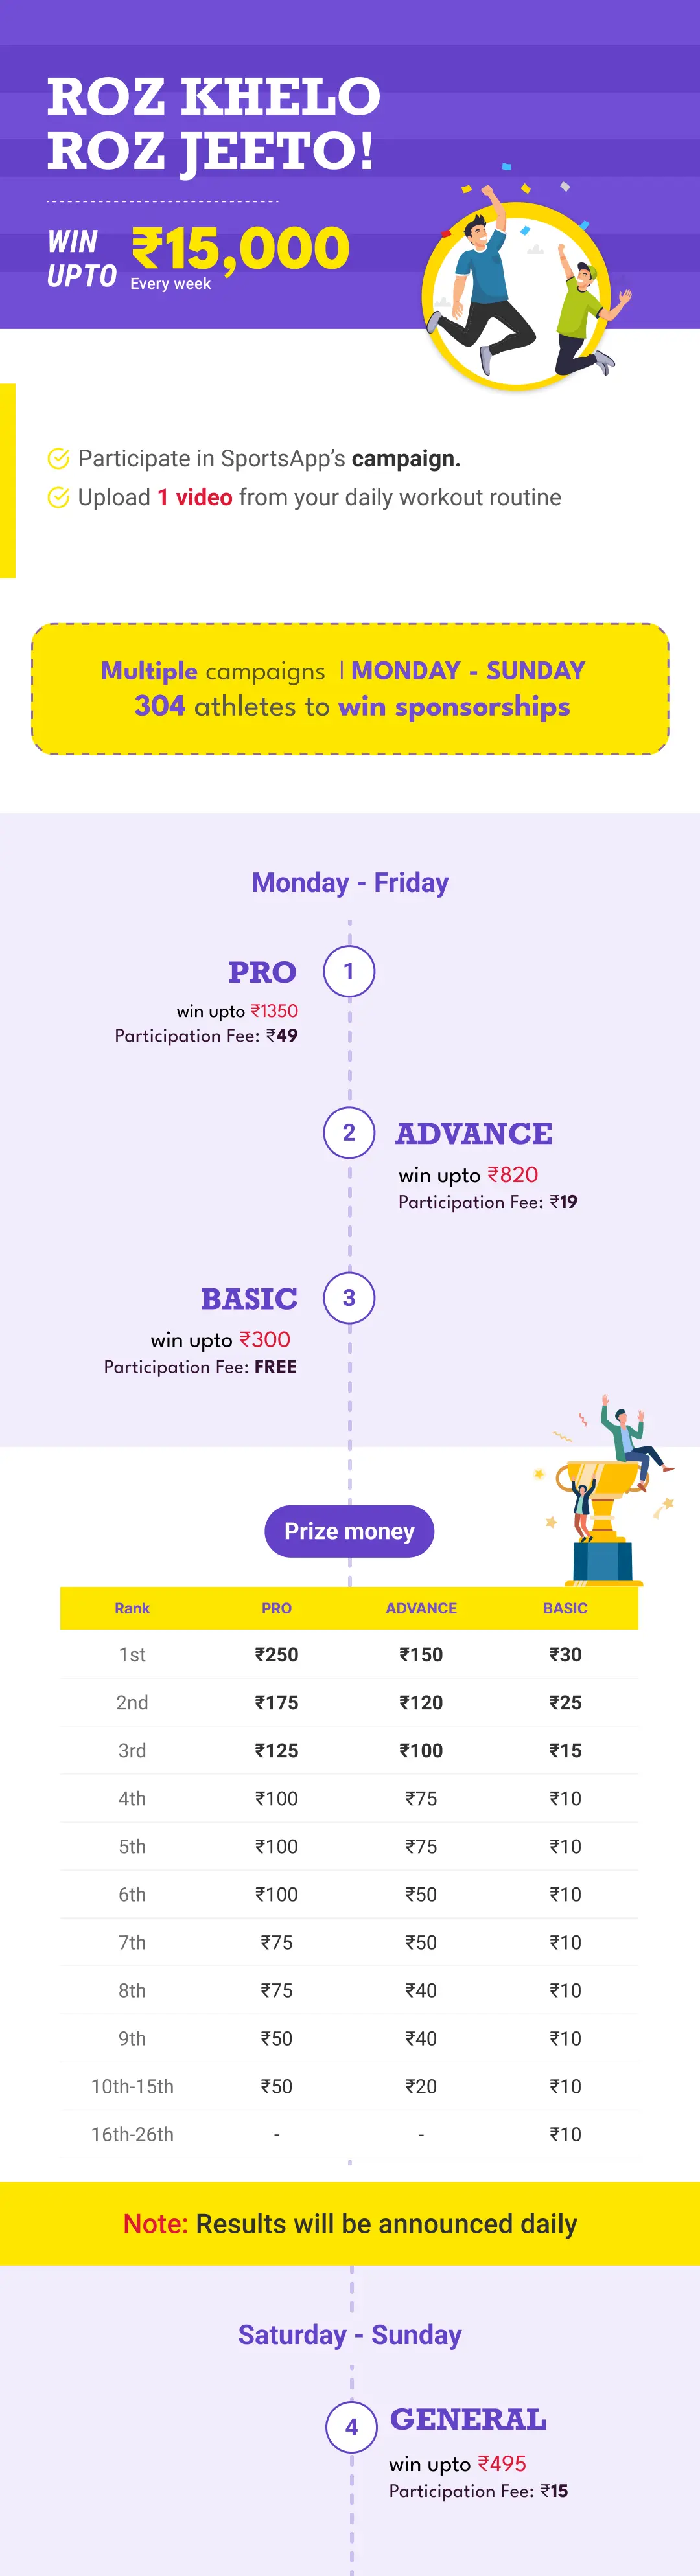 ROZ KHELO
ROZ JEETO!
WIN
UPTO
₹15,000
Every week
Participate in SportsApp’s campaign.
Upload 1 video from your daily workout routine
Multiple campaigns | MONDAY - SUNDAY
304 athletes to win sponsorships
Monday - Friday
PRO
1
win upto ₹1350
Participation Fee: ₹49
2
ADVANCE
win upto ₹820
Participation Fee: ₹19
BASIC
3
win upto ₹300
Participation Fee: FREE
Prize money
Rank PRO ADVANCE BASIC
1st ₹250 ₹150 ₹30
2nd ₹175 ₹120 ₹25
3rd ₹125 ₹100 ₹15
4th ₹100 ₹75 ₹10
5th ₹100 ₹75 ₹10
6th ₹100 ₹50 ₹10
7th ₹75 ₹50 ₹10
8th ₹75 ₹40 ₹10
9th ₹50 ₹40 ₹10
10th-15th ₹50 ₹20 ₹10
16th-26th - - ₹10
Note: Results will be announced daily
Saturday - Sunday
4
GENERAL
win upto ₹495
Participation Fee: ₹15